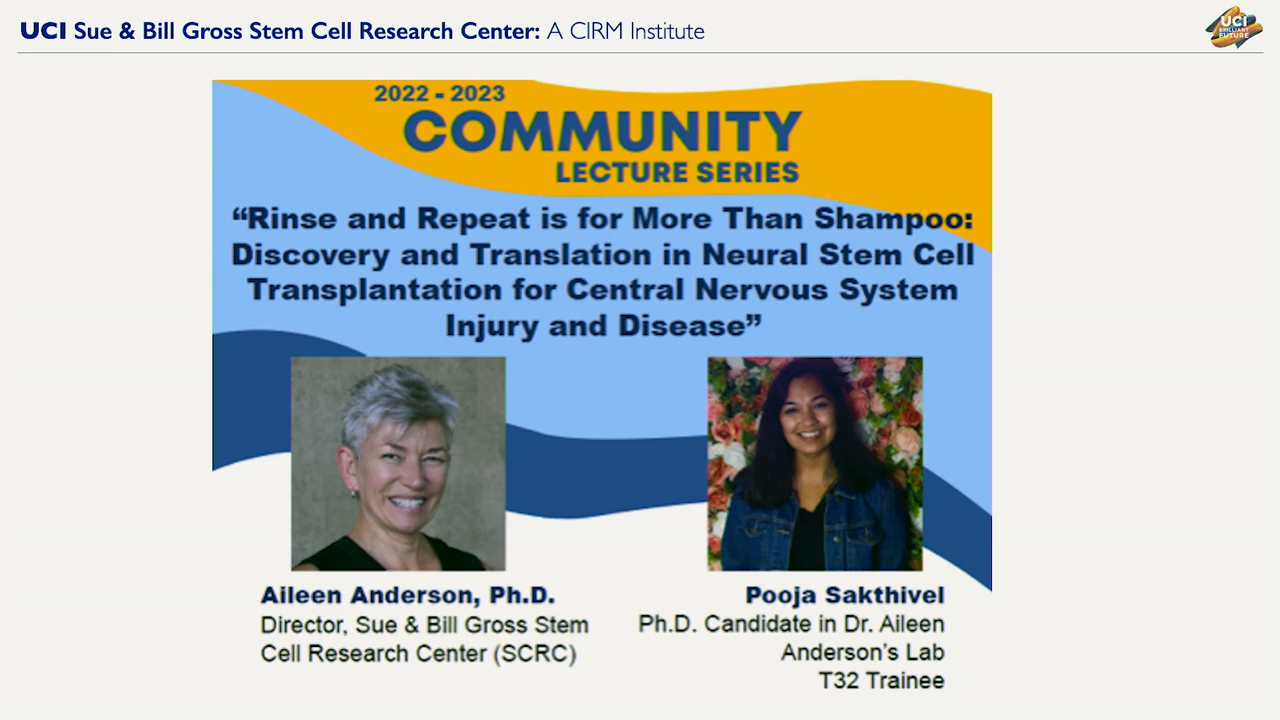 UCI Sue & Bill Gross Stem Cell Research Center: A CIRM Institute
UCI
BRILLIANT
FUTURE
2022 - 2023
COMMUNITY
LECTURE SERIES
“Rinse and Repeat is for More Than Shampoo:
Discovery and Translation in Neural Stem Cell
Transplantation for Central Nervous System
Injury and Disease”
Aileen Anderson, Ph.D.
Director, Sue & Bill Gross Stem
Cell Research Center (SCRC)
Pooja Sakthivel
Ph.D. Candidate in Dr. Aileen
Anderson’s Lab
T32 Trainee